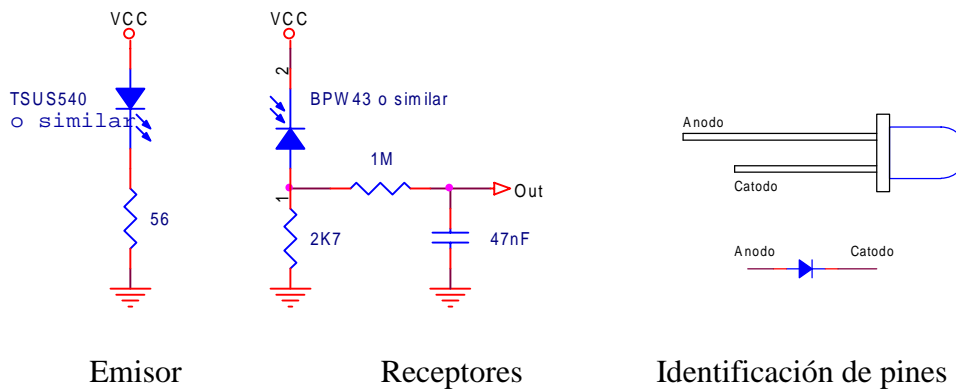 VCC
TSUS540
o similar
56
VCC
2
BPW43 o similar
1
1M
Out
2K7
47nF
Anodo
Catodo
Anodo
Catodo
Emisor
Receptores
Identificación de pines